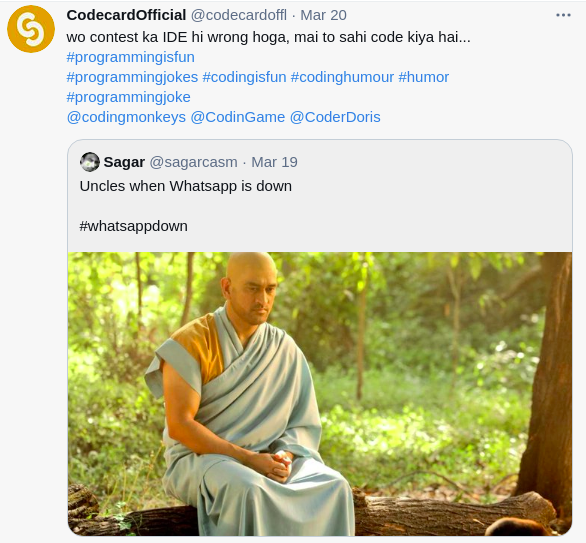 CodecardOfficial @codecardoffl · Mar 20
wo contest ka IDE hi wrong hoga, mai to sahi code kiya hai...
#programmingisfun
#programmingjokes #codingisfun #codinghumour #humor
#programmingjoke
@codingmonkeys @CodinGame @CoderDoris
Sagar @sagarcasm · Mar 19
Uncles when Whatsapp is down
#whatsappdown